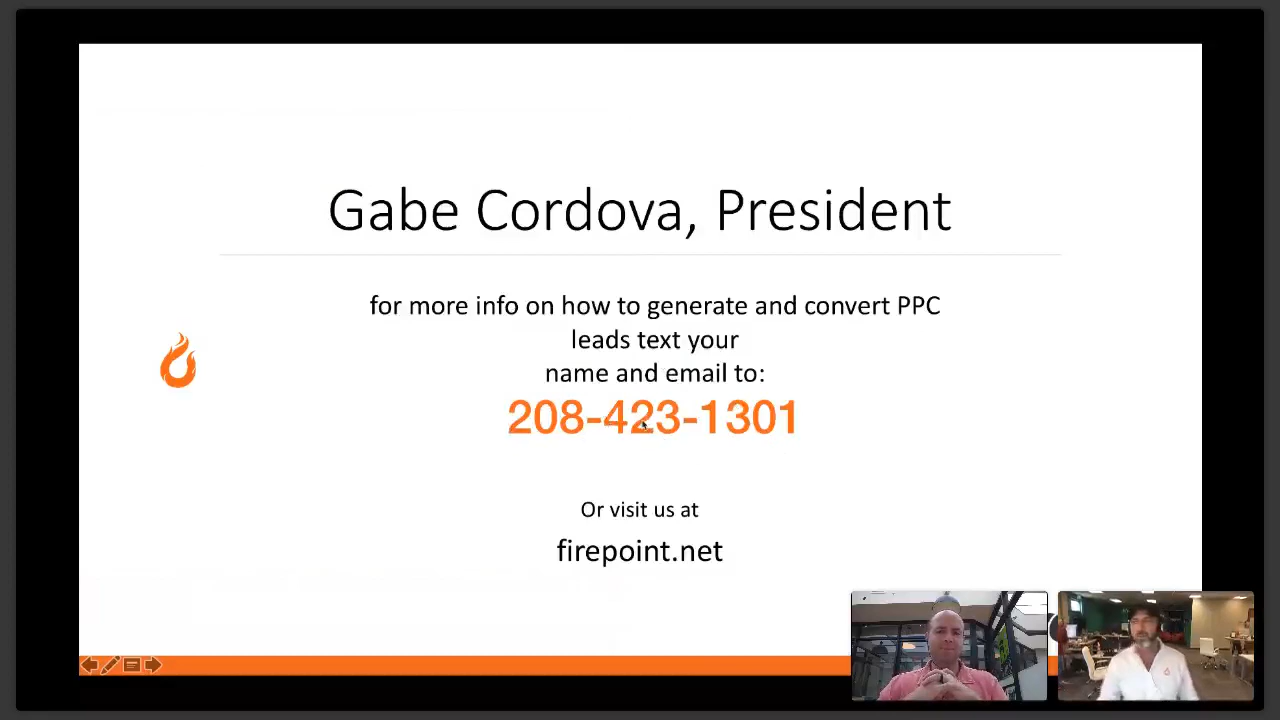 Gabe Cordova, President
for more info on how to generate and convert PPC
leads text your
name and email to:
208-423-1301
Or visit us at
firepoint.net